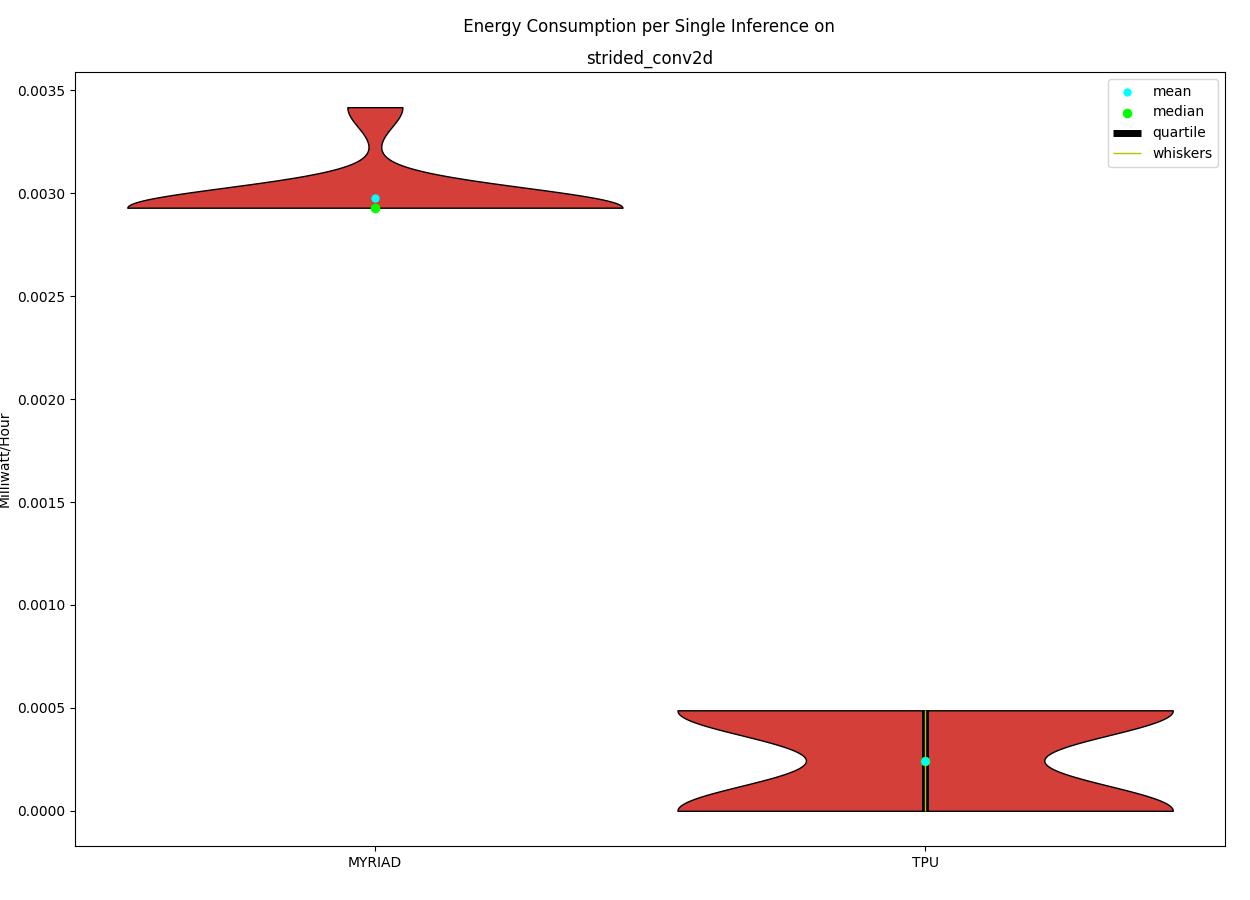 Energy Consumption per Single Inference on
strided_conv2d
mean
median
quartile
whiskers
0.0035
0.0030
0.0025
0.0020
0.0015
0.0010
0.0005
0.0000
Milliwatt/Hour
MYRIAD
TPU